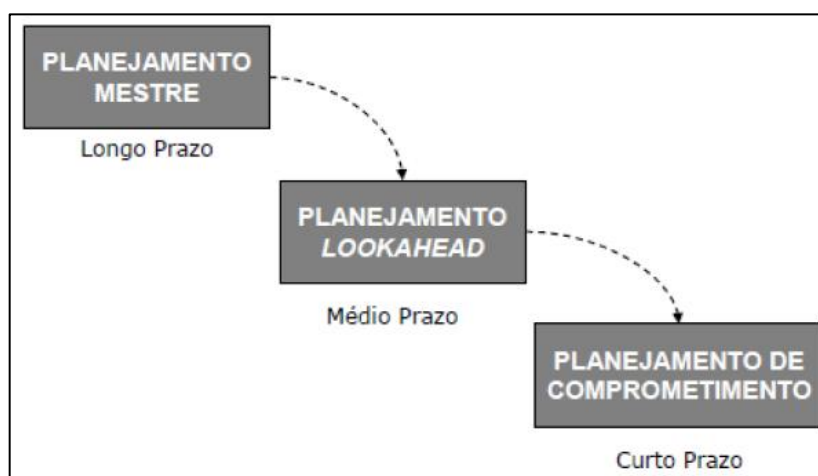 PLANEJAMENTO
MESTRE
Longo Prazo
PLANEJAMENTO
LOOKAHEAD
Médio Prazo
PLANEJAMENTO DE
COMPROMETIMENTO
Curto Prazo